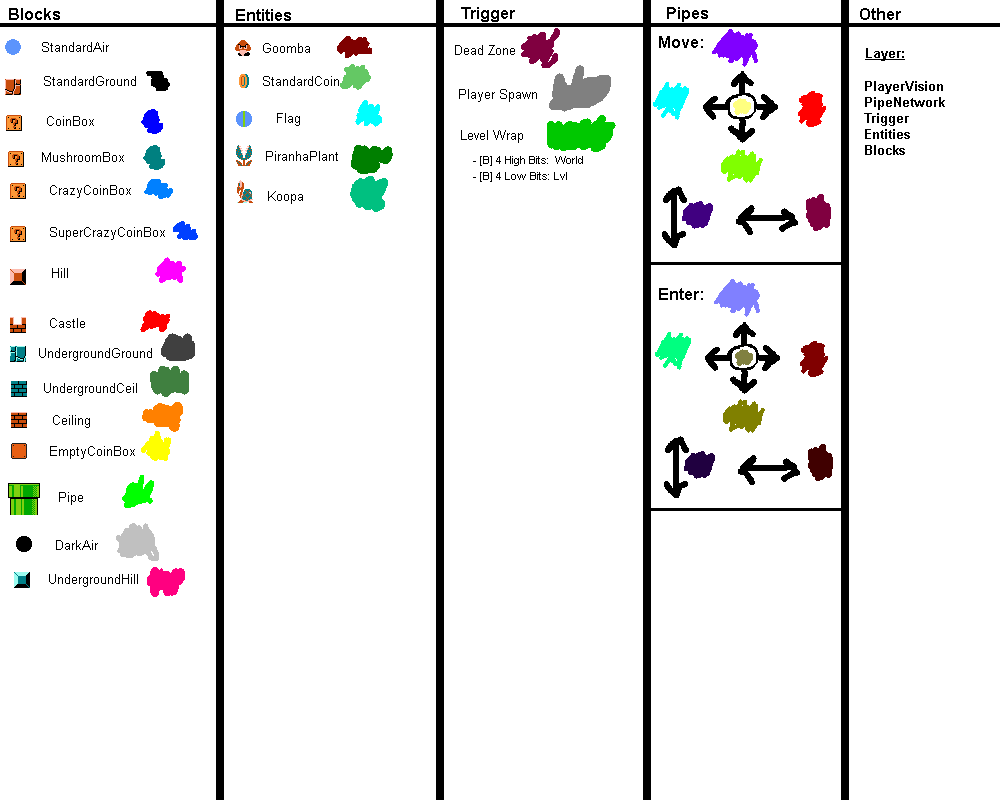 Blocks
StandardAir
StandardGround
CoinBox
MushroomBox
CrazyCoinBox
SuperCrazyCoinBox
Hill
Castle
UndergroundGround
UndergroundCeil
Ceiling
EmptyCoinBox
Pipe
DarkAir
UndergroundHill
Entities
Goomba
StandardCoin
Flag
PiranhaPlant
Koopa
Trigger
Dead Zone
Player Spawn
Level Wrap
- [B] 4 High Bits: World
- [B] 4 Low Bits: Lvl
Pipes
Move:
Enter:
Other
Layer:
PlayerVision
PipeNetwork
Trigger
Entities
Blocks